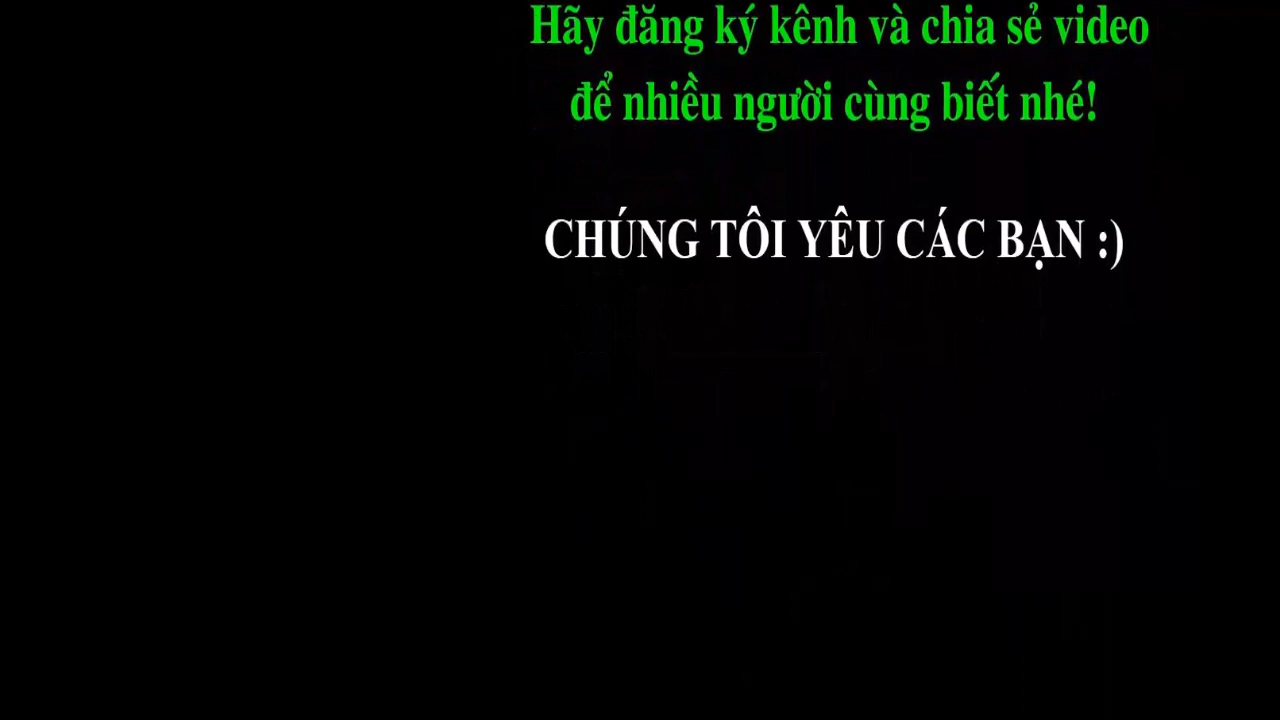 Hãy đăng ký kênh và chia sẻ video
để nhiều người cùng biết nhé!
CHÚNG TÔI YÊU CÁC BẠN :)